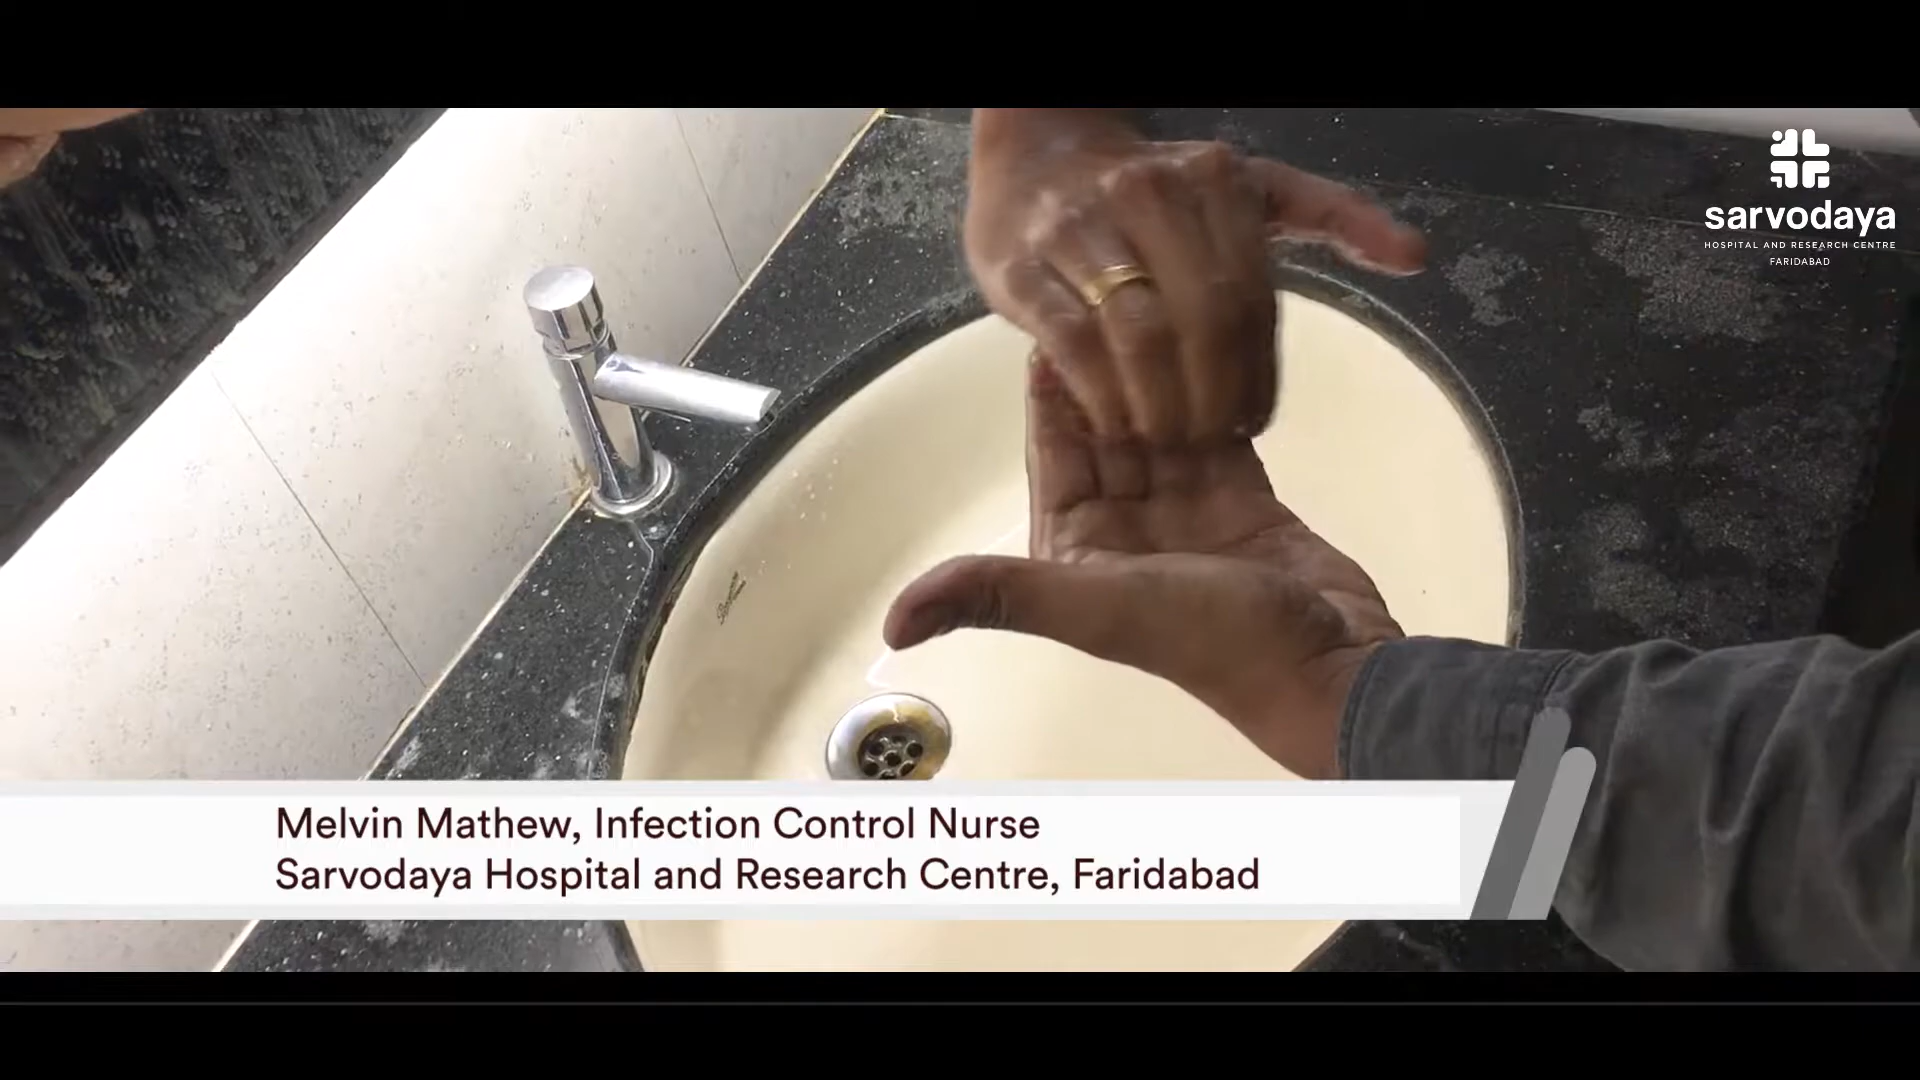 sarvodaya
HOSPITAL AND RESEARCH CENTRE
FARIDABAD
Melvin Mathew, Infection Control Nurse
Sarvodaya Hospital and Research Centre, Faridabad